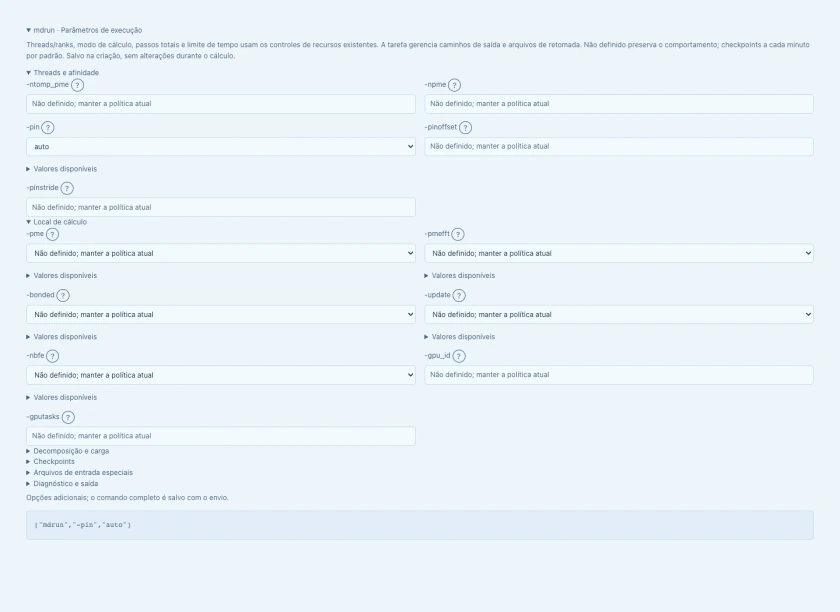 ▼ mdrun · Parâmetros de execução
Threads/ranks, modo de cálculo, passos totais e limite de tempo usam os controles de recursos existentes. A tarefa gerencia caminhos de saída e arquivos de retomada. Não definido preserva o comportamento; checkpoints a cada minuto
por padrão. Salvo na criação, sem alterações durante o cálculo.
▼ Threads e afinidade
-ntomp_pme ?
-npme ?
Não definido; manter a política atual
Não definido; manter a política atual
-pin ?
-pinoffset ?
auto
Não definido; manter a política atual
▶ Valores disponíveis
-pinstride ?
Não definido; manter a política atual
▼ Local de cálculo
-pme ?
-pmefft ?
Não definido; manter a política atual
Não definido; manter a política atual
▶ Valores disponíveis
▶ Valores disponíveis
-bonded ?
-update ?
Não definido; manter a política atual
Não definido; manter a política atual
▶ Valores disponíveis
▶ Valores disponíveis
-nbfe ?
-gpu_id ?
Não definido; manter a política atual
Não definido; manter a política atual
▶ Valores disponíveis
-gputasks ?
Não definido; manter a política atual
▶ Decomposição e carga
▶ Checkpoints
▶ Arquivos de entrada especiais
▶ Diagnóstico e saída
Opções adicionais; o comando completo é salvo com o envio.
["mdrun","-pin","auto"]